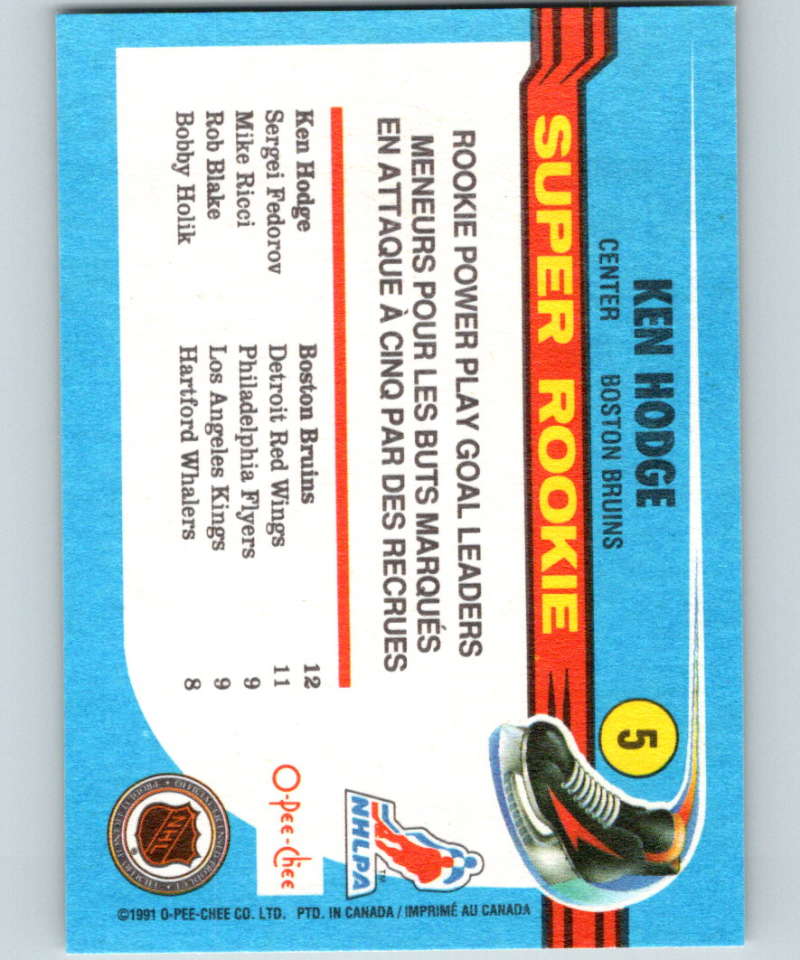 KEN HODGE
CENTER BOSTON BRUINS
5
SUPER ROOKIE
ROOKIE POWER PLAY GOAL LEADERS
MENEURS POUR LES BUTS MARQUÉS
EN ATTAQUE À CINQ PAR DES RECRUES
Ken Hodge Boston Bruins 12
Sergei Fedorov Detroit Red Wings 11
Mike Ricci Philadelphia Flyers 9
Rob Blake Los Angeles Kings 9
Bobby Holik Hartford Whalers 8
NHLPA™
O-Pee-Chee
NHL
®
©1991 O-PEE-CHEE CO. LTD. PTD. IN CANADA / IMPRIMÉ AU CANADA